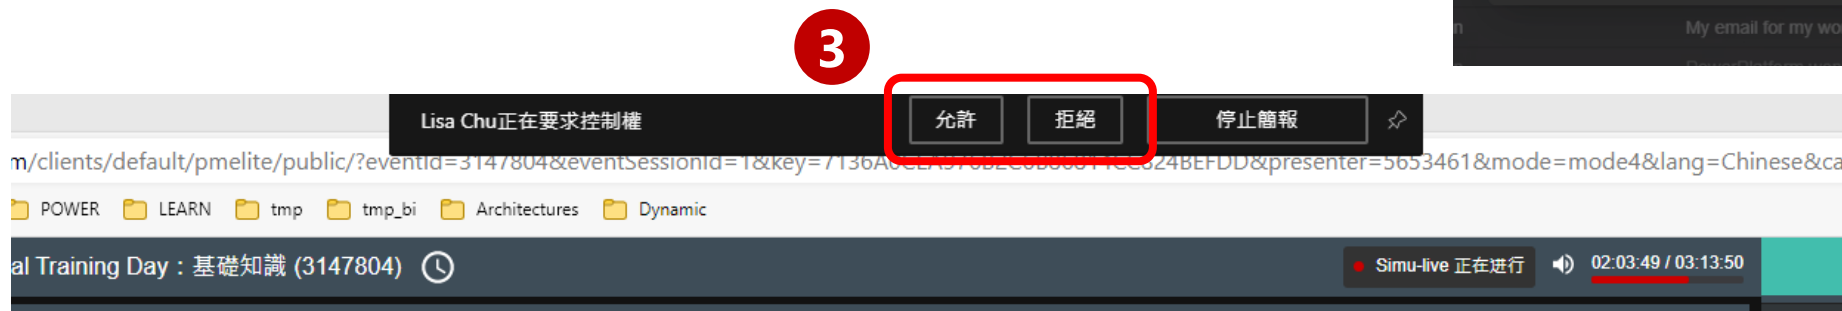 My email for my wo
3
Lisa Chu正在要求控制權 允許 拒絕 停止簡報
m/clients/default/pmelite/public/?eventId=3147804&eventSessionId=1&key=7136A0CEA576B2C0B80814CC824BEFDD&presenter=5653461&mode=mode4&lang=Chinese&ca
POWER LEARN tmp tmp_bi Architectures Dynamic
al Training Day：基礎知識 (3147804) Simu-live 正在进行 02:03:49 / 03:13:50